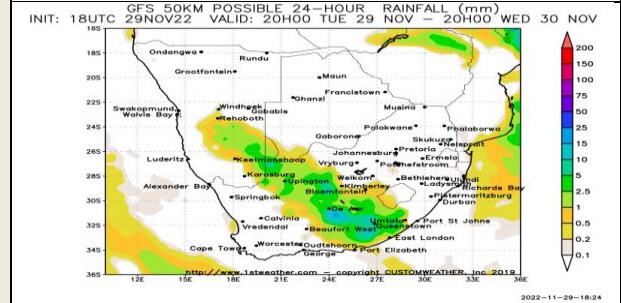 GFS 50KM POSSIBLE 24-HOUR RAINFALL (mm)
INIT: 18UTC 29NOV22 VALID: 20H00 TUE 29 NOV - 20H00 WED 30 NOV
16S
18S
20S
22S
24S
26S
28S
30S
32S
34S
36S
Ondangwa
Rundu
Grootfontein
Maun
Francistown
Ghanzi
Musina
Swakopmund
Walvis Bay
Windhoek
Gobabis
Rehoboth
Polokwane
Phalaborwa
Gaborone
Skukuza
Nelspruit
Johannesburg
Pretoria
Ermelo
Luderitz
Keetmanshoop
Vryburg
Potchefstroom
Karasburg
Upington
Welkom
Bethlehem
Ulundi
Ladysmith
Alexander Bay
Kimberley
Bloemfontein
Richards Bay
Springbok
Pietermaritzburg
Durban
De Aar
Calvinia
Vredendal
Beaufort West
Umtata
Queenstown
Port St Johnes
East London
Cape Town
Worcester
Oudtshoorn
George
Port Elizabeth
http://www.1stweather.com - copyright CUSTOMWEATHER, Inc 2019
12E 15E 18E 21E 24E 27E 30E 33E 36E
200
150
100
75
50
25
15
10
5
2.5
1
0.5
0.2
0.1
2022-11-29-18:24